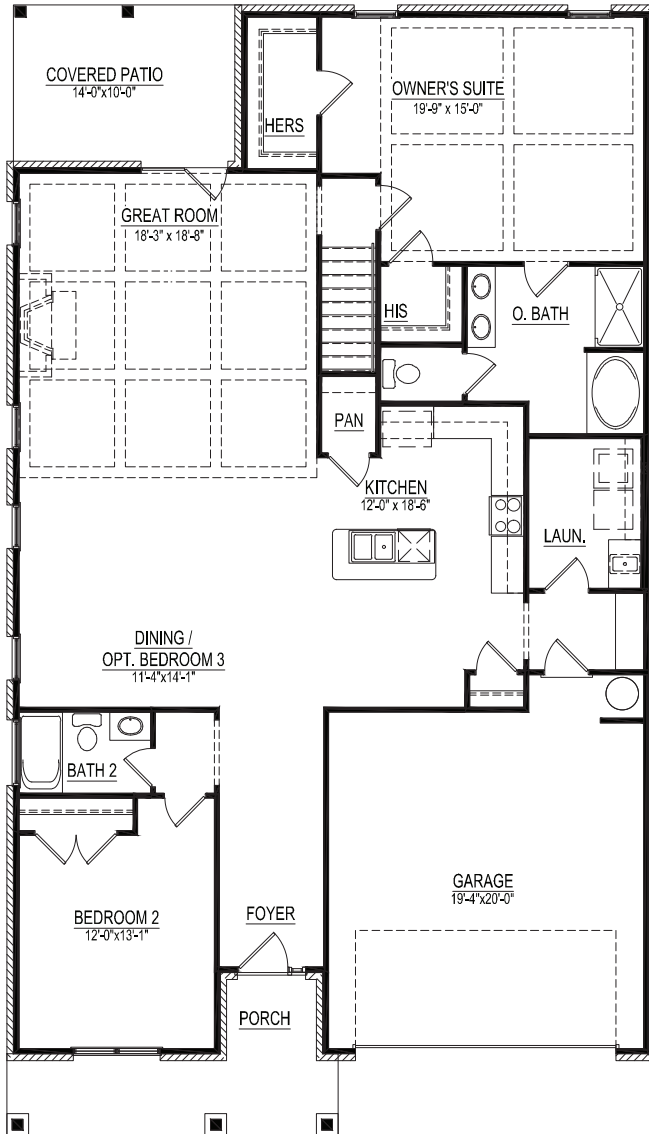 COVERED PATIO
14'-0"x10'-0"
HERS
OWNER'S SUITE
19'-9" x 15'-0"
GREAT ROOM
18'-3" x 18'-8"
HIS
O. BATH
PAN
KITCHEN
12'-0" x 18'-6"
LAUN.
DINING /
OPT. BEDROOM 3
11'-4"x14'-1"
BATH 2
BEDROOM 2
12'-0"x13'-1"
FOYER
GARAGE
19'-4"x20'-0"
PORCH